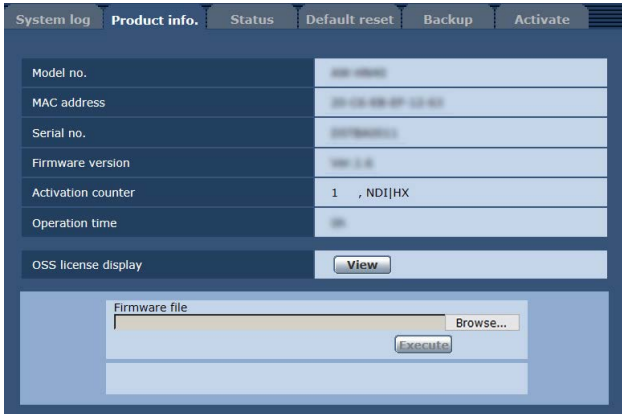 System log Product info. Status Default reset Backup Activate
Model no.
MAC address
Serial no.
Firmware version
Activation counter 1 , NDI|HX
Operation time
OSS license display View
Firmware file
Browse...
Execute